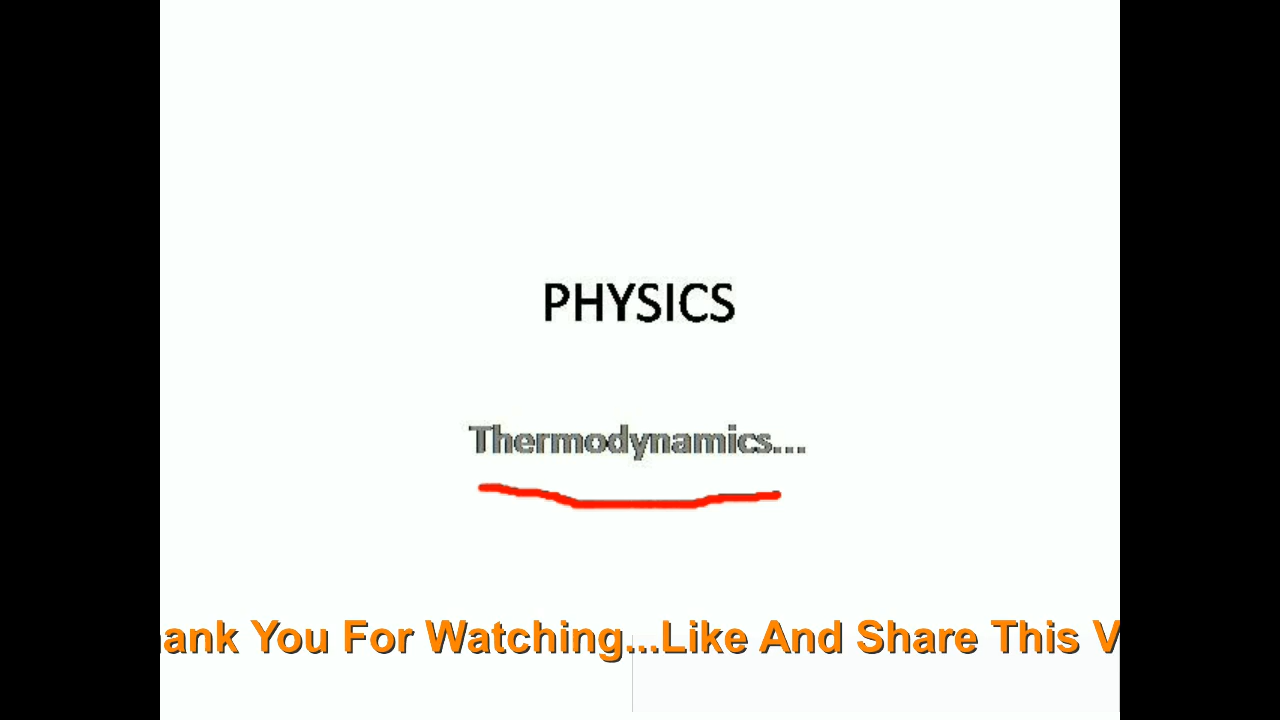 PHYSICS
Thermodynamics...
ank You For Watching...Like And Share This V